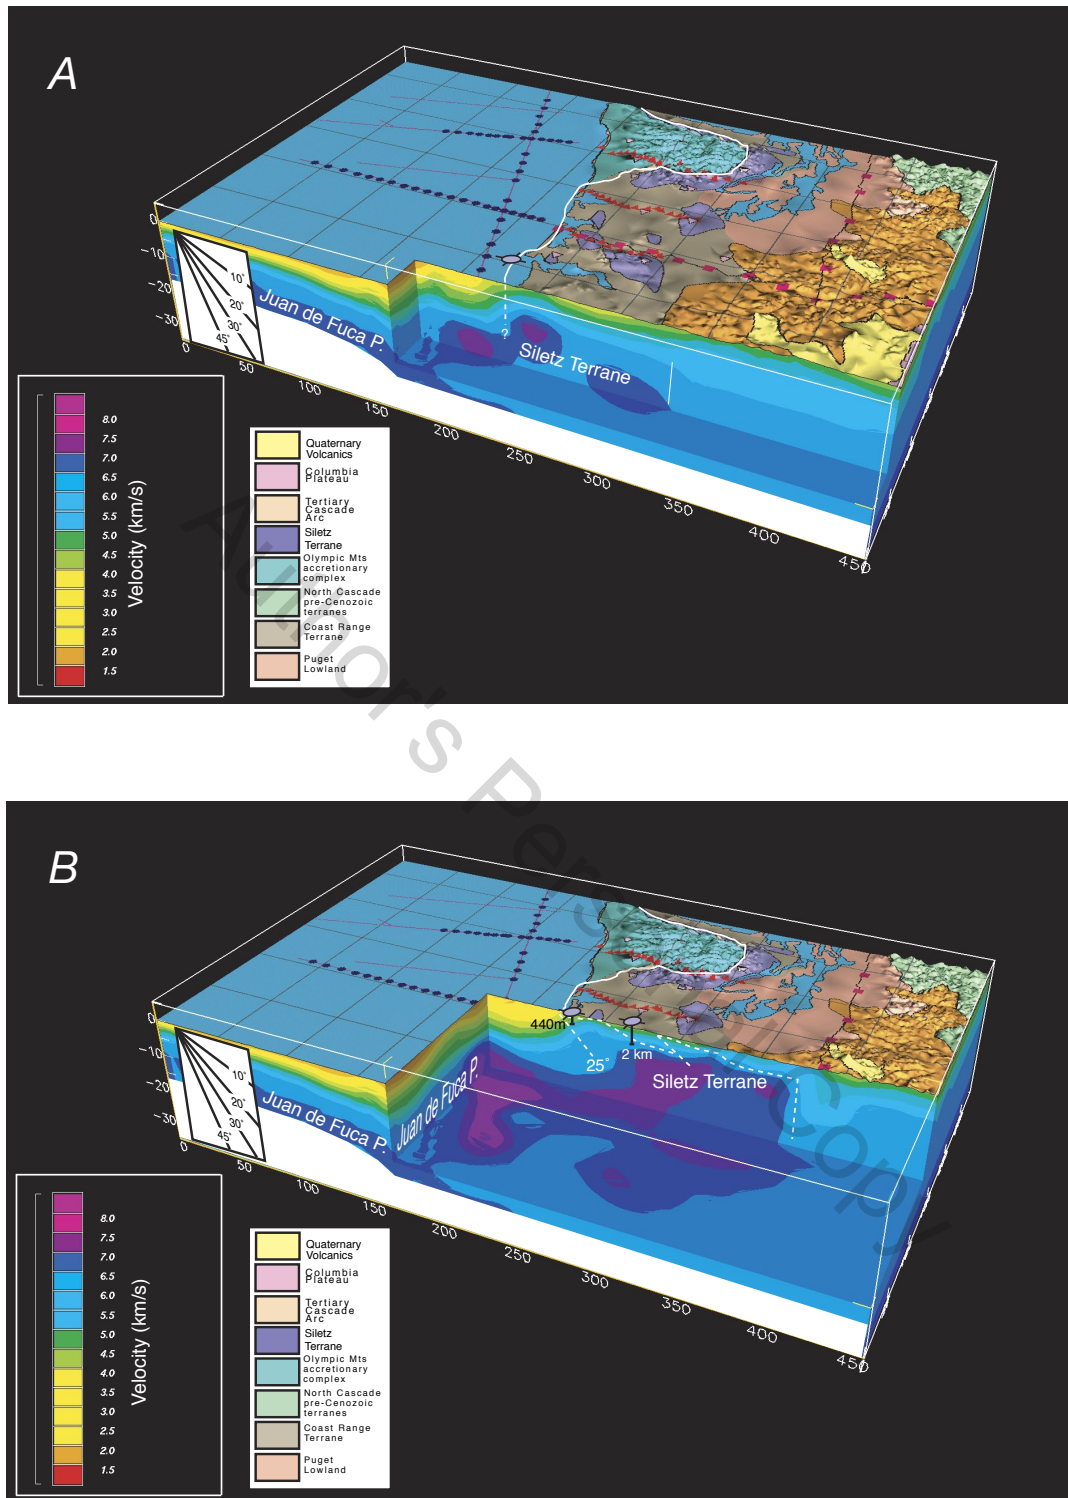 A
0
-10
-20
-30
10°
20°
30°
45°
Juan de Fuca P.
?
Siletz Terrane
0
50
100
150
200
250
300
350
400
450
8.0
7.5
7.0
6.5
6.0
5.5
5.0
4.5
4.0
3.5
3.0
2.5
2.0
1.5
Velocity (km/s)
Quaternary
Volcanics
Columbia
Plateau
Tertiary
Cascade
Arc
Siletz
Terrane
Olympic Mts
accretionary
complex
North Cascade
pre-Cenozoic
terranes
Coast Range
Terrane
Puget
Lowland
Author's Personal Copy
B
0
-10
-20
-30
10°
20°
30°
45°
Juan de Fuca P.
Juan de Fuca P.
440m
25°
2 km
Siletz Terrane
0
50
100
150
200
250
300
350
400
450
8.0
7.5
7.0
6.5
6.0
5.5
5.0
4.5
4.0
3.5
3.0
2.5
2.0
1.5
Velocity (km/s)
Quaternary
Volcanics
Columbia
Plateau
Tertiary
Cascade
Arc
Siletz
Terrane
Olympic Mts
accretionary
complex
North Cascade
pre-Cenozoic
terranes
Coast Range
Terrane
Puget
Lowland